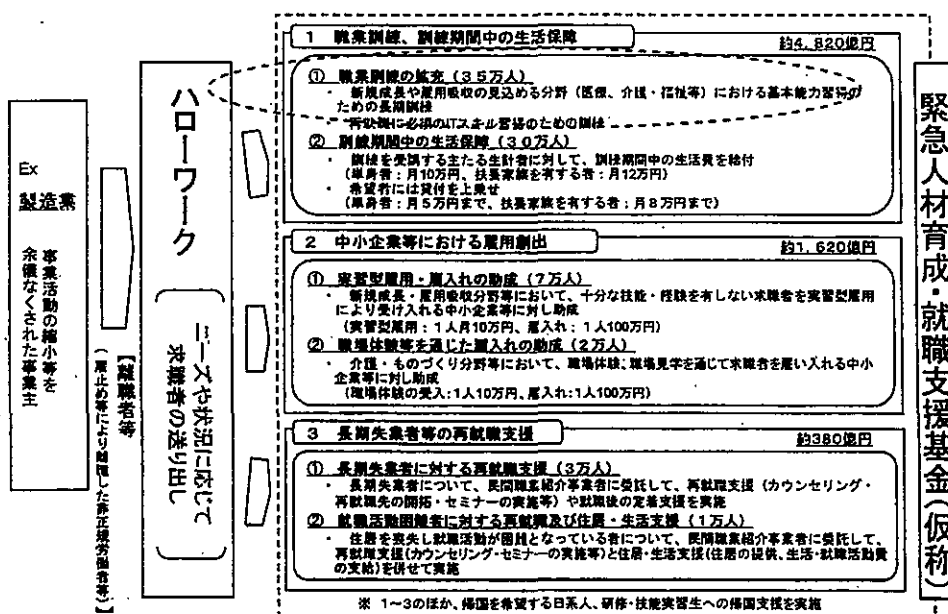 Ex
製造業
事業活動の縮小等を
余儀なくされた事業主
【離職者等
(雇止め等により離職した非正規労働者等)】
ハローワーク
ニーズや状況に応じて
求職者の送り出し
1 職業訓練、訓練期間中の生活保障
約4,820億円
① 職業訓練の拡充(35万人)
・ 新規成長や雇用吸収の見込める分野(医療、介護・福祉等)における基本能力習得の
ための長期訓練
・ 再就職に必須のITスキル習得のための訓練
② 訓練期間中の生活保障(30万人)
・ 訓練を受講する主たる生計者に対して、訓練期間中の生活費を給付
(単身者:月10万円、扶養家族を有する者:月12万円)
・ 希望者には貸付を上乗せ
(単身者:月5万円まで、扶養家族を有する者:月8万円まで)
2 中小企業等における雇用創出
約1,620億円
① 実習型雇用・雇入れの助成(7万人)
・ 新規成長・雇用吸収分野等において、十分な技能・経験を有しない求職者を実習型雇用
により受け入れる中小企業等に対し助成
(実習型雇用:1人月10万円、雇入れ:1人100万円)
② 職場体験等を通じた雇入れの助成(2万人)
・ 介護・ものづくり分野等において、職場体験、職場見学を通じて求職者を雇い入れる中小
企業等に対し助成
(職場体験の受入:1人10万円、雇入れ:1人100万円)
3 長期失業者等の再就職支援
約380億円
① 長期失業者に対する再就職支援(3万人)
・ 長期失業者について、民間職業紹介事業者に委託して、再就職支援(カウンセリング・
再就職先の開拓・セミナーの実施等)や就職後の定着支援を実施
② 就職活動困難者に対する再就職及び住居・生活支援(1万人)
・ 住居を喪失し就職活動が困難となっている者について、民間職業紹介事業者に委託して、
再就職支援(カウンセリング・セミナーの実施等)と住居・生活支援(住居の提供、生活・就職活動費
の支給)を併せて実施
※ 1~3のほか、帰国を希望する日系人、研修・技能実習生への帰国支援を実施
緊急人材育成・就職支援基金(仮称)